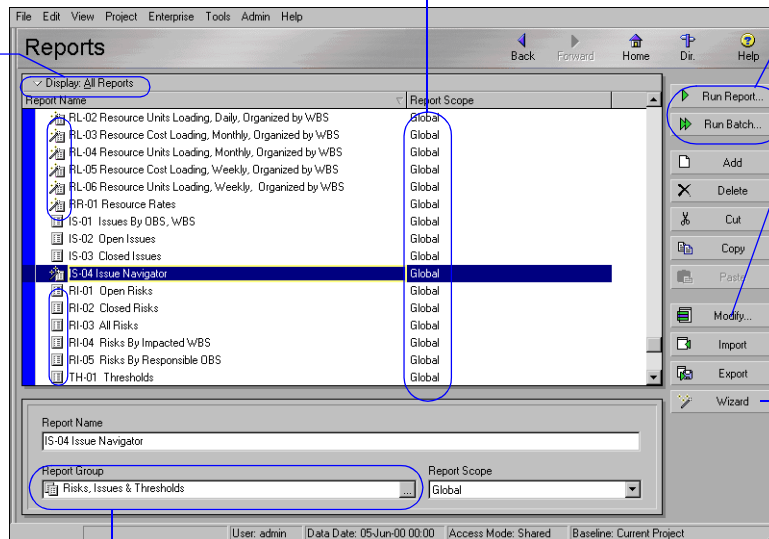 File Edit View Project Enterprise Tools Admin Help
Reports
Back Forward Home Dir. Help
Display: All Reports
Report Name Report Scope
RL-02 Resource Units Loading, Daily, Organized by WBS Global
RL-03 Resource Cost Loading, Monthly, Organized by WBS Global
RL-04 Resource Units Loading, Monthly, Organized by WBS Global
RL-05 Resource Cost Loading, Weekly, Organized by WBS Global
RL-06 Resource Units Loading, Weekly, Organized by WBS Global
RR-01 Resource Rates Global
IS-01 Issues By OBS, WBS Global
IS-02 Open Issues Global
IS-03 Closed Issues Global
IS-04 Issue Navigator Global
RI-01 Open Risks Global
RI-02 Closed Risks Global
RI-03 All Risks Global
RI-04 Risks By Impacted WBS Global
RI-05 Risks By Responsible OBS Global
TH-01 Thresholds Global
Run Report...
Run Batch...
Add
Delete
Cut
Copy
Paste
Modify...
Import
Export
Wizard
Report Name
IS-04 Issue Navigator
Report Group Report Scope
Risks, Issues & Thresholds ... Global
User: admin Data Date: 05-Jun-00 00:00 Access Mode: Shared Baseline: Current Project